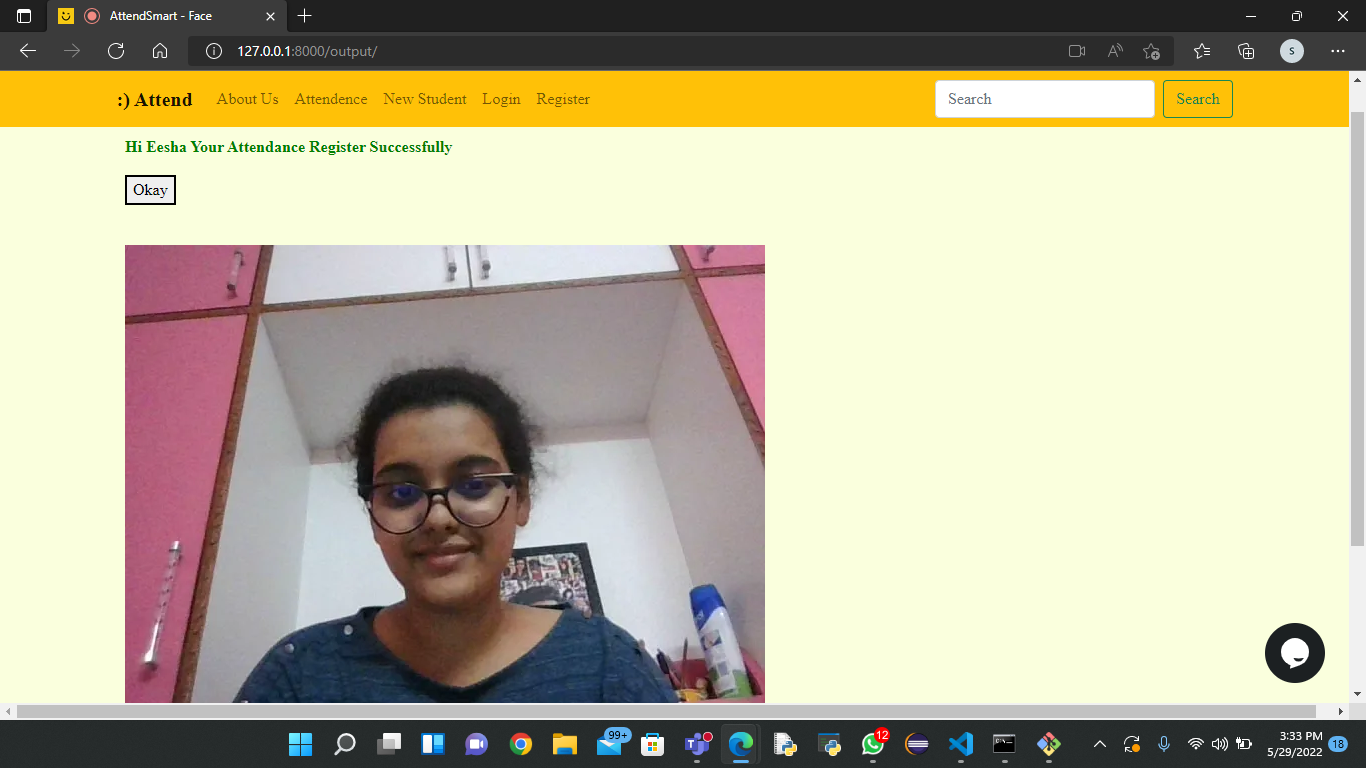 AttendSmart - Face
127.0.0.1:8000/output/
S
:) Attend About Us Attendence New Student Login Register Search Search
Hi Eesha Your Attendance Register Successfully
Okay
99+
12
3:33 PM
5/29/2022
18